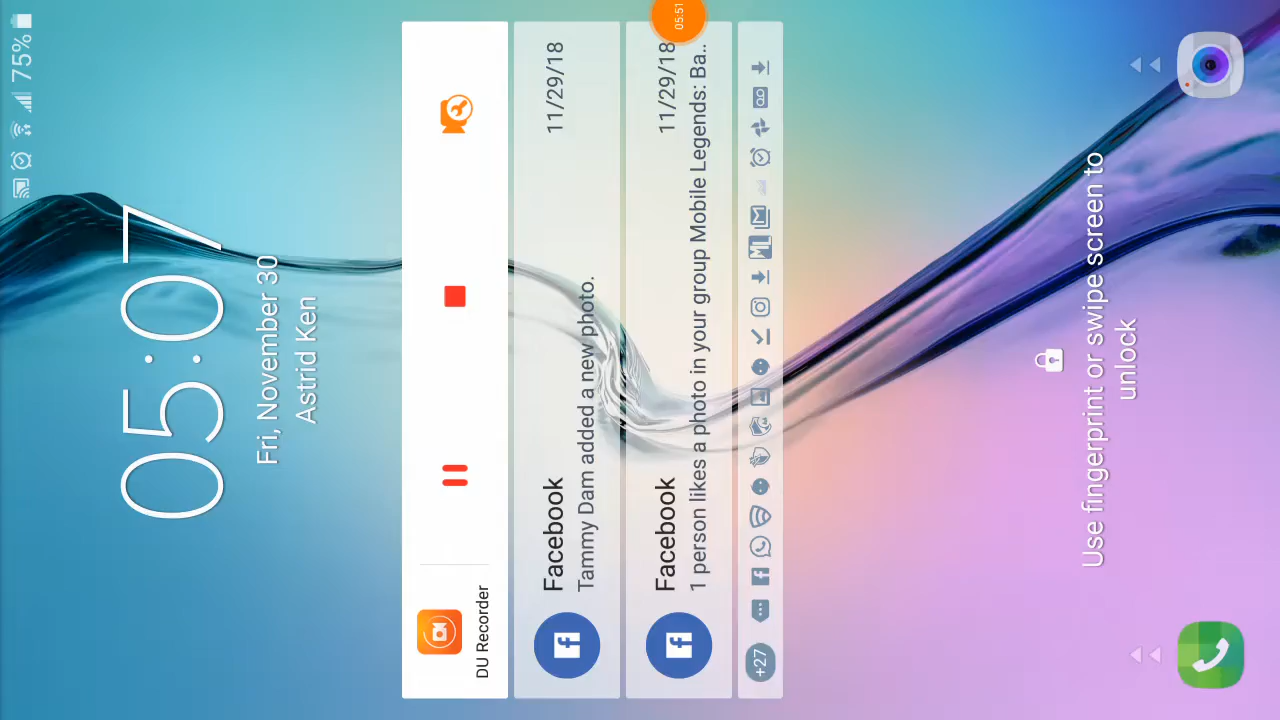 75%
05:07
Fri, November 30
Astrid Ken
DU Recorder
Facebook
11/29/18
Tammy Dam added a new photo.
05:51
Facebook
11/29/18
1 person likes a photo in your group Mobile Legends: Ba..
+27
ML
Use fingerprint or swipe screen to
unlock